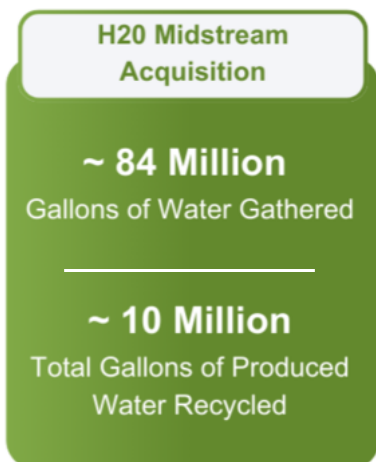 H20 Midstream
Acquisition
~ 84 Million
Gallons of Water Gathered
~ 10 Million
Total Gallons of Produced
Water Recycled